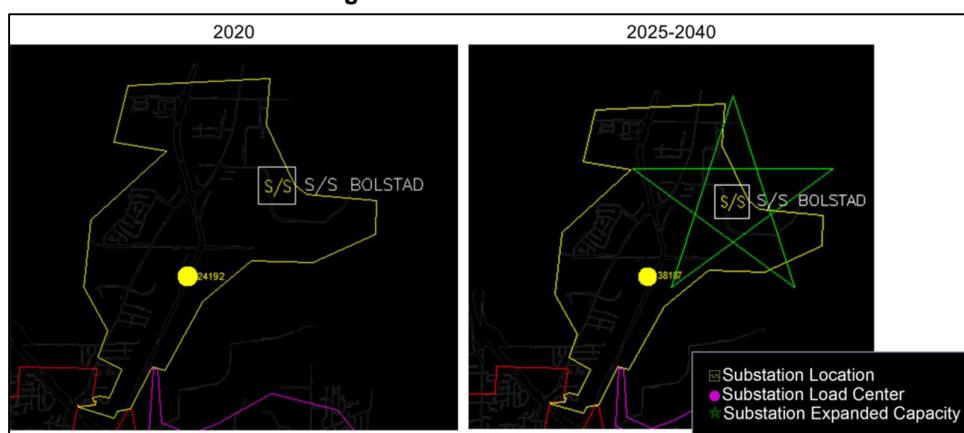 2020
2025-2040
S/S S/S BOLSTAD
24192
S/S S/S BOLSTAD
38187
Substation Location
Substation Load Center
Substation Expanded Capacity